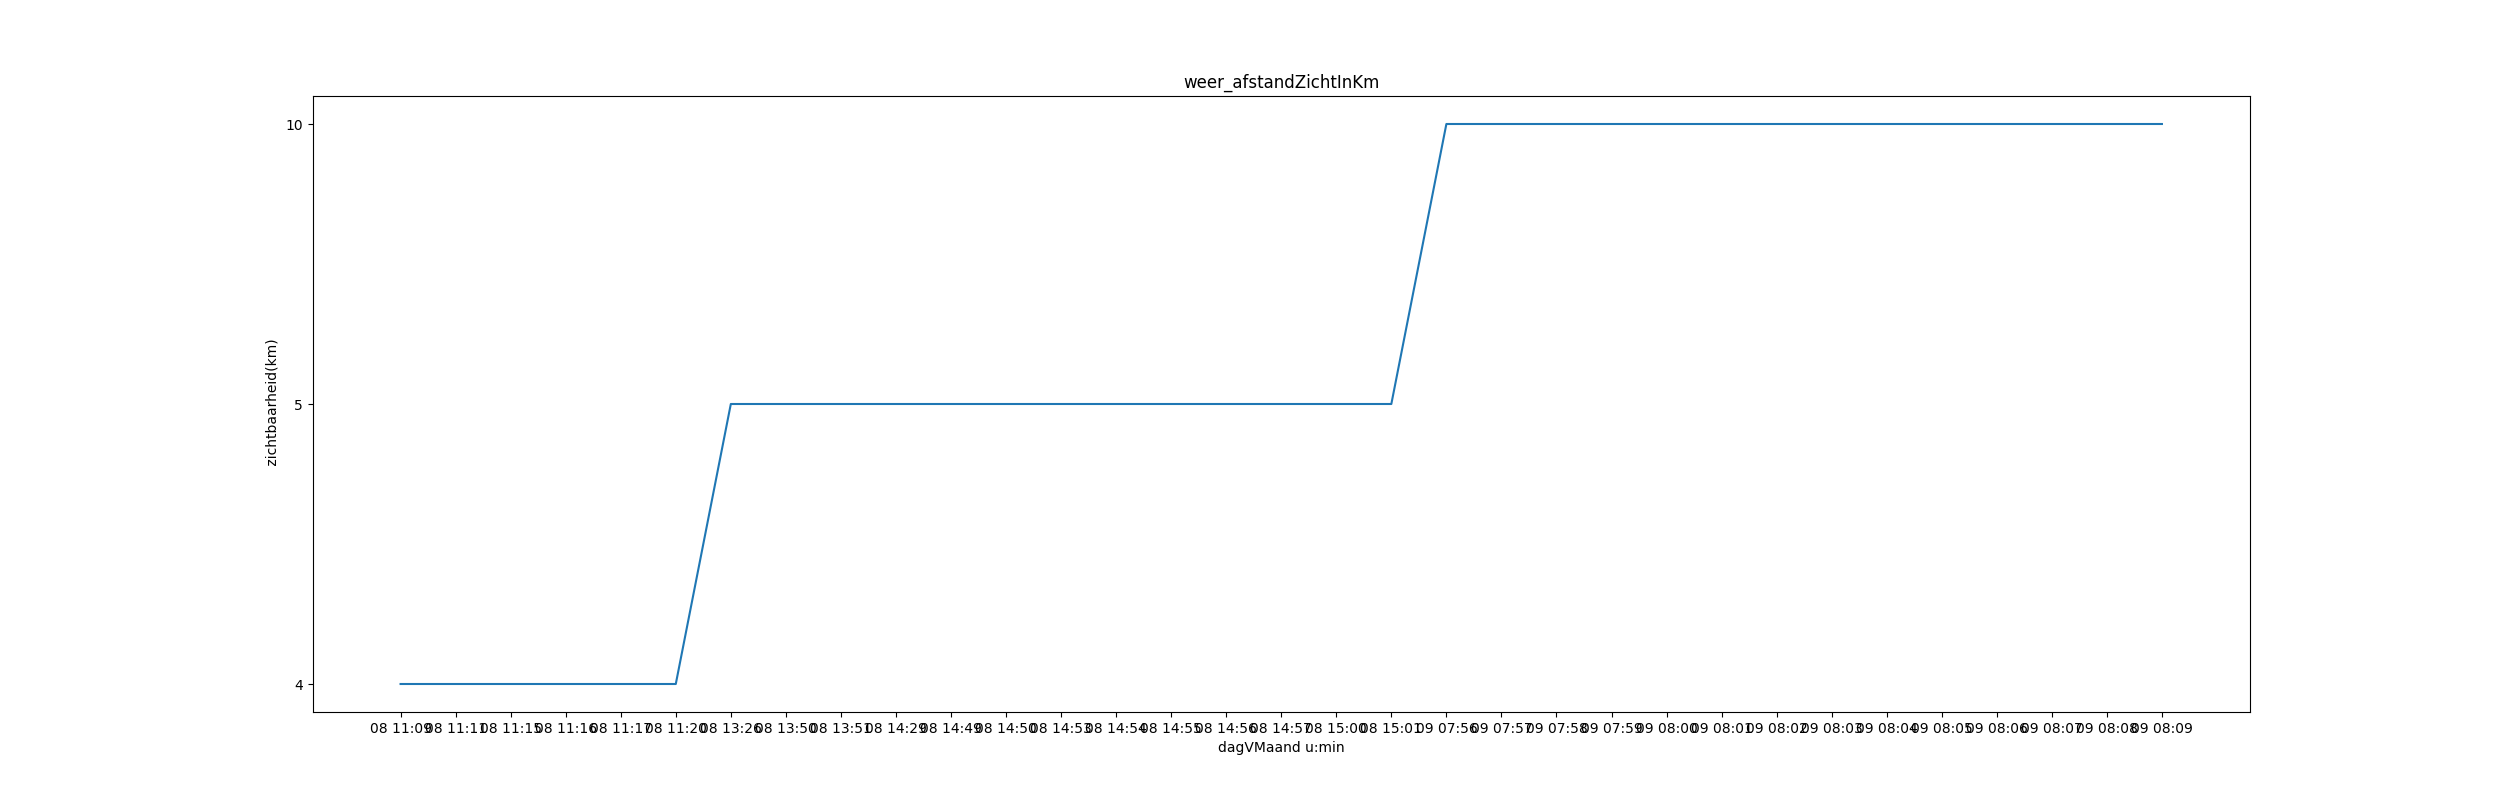 weer_afstandZichtInKm
10
5
4
zichtbaarheid(km)
08 11:09 08 11:11 08 11:15 08 11:16 08 11:17 08 11:20 08 13:26 08 13:50 08 13:51 08 14:29 08 14:49 08 14:50 08 14:53 08 14:54 08 14:55 08 14:56 08 14:57 08 15:00 08 15:01 09 07:56 09 07:57 09 07:58 09 07:59 09 08:00 09 08:01 09 08:02 09 08:03 09 08:04 09 08:05 09 08:06 09 08:07 09 08:08 09 08:09
dagVMaand u:min